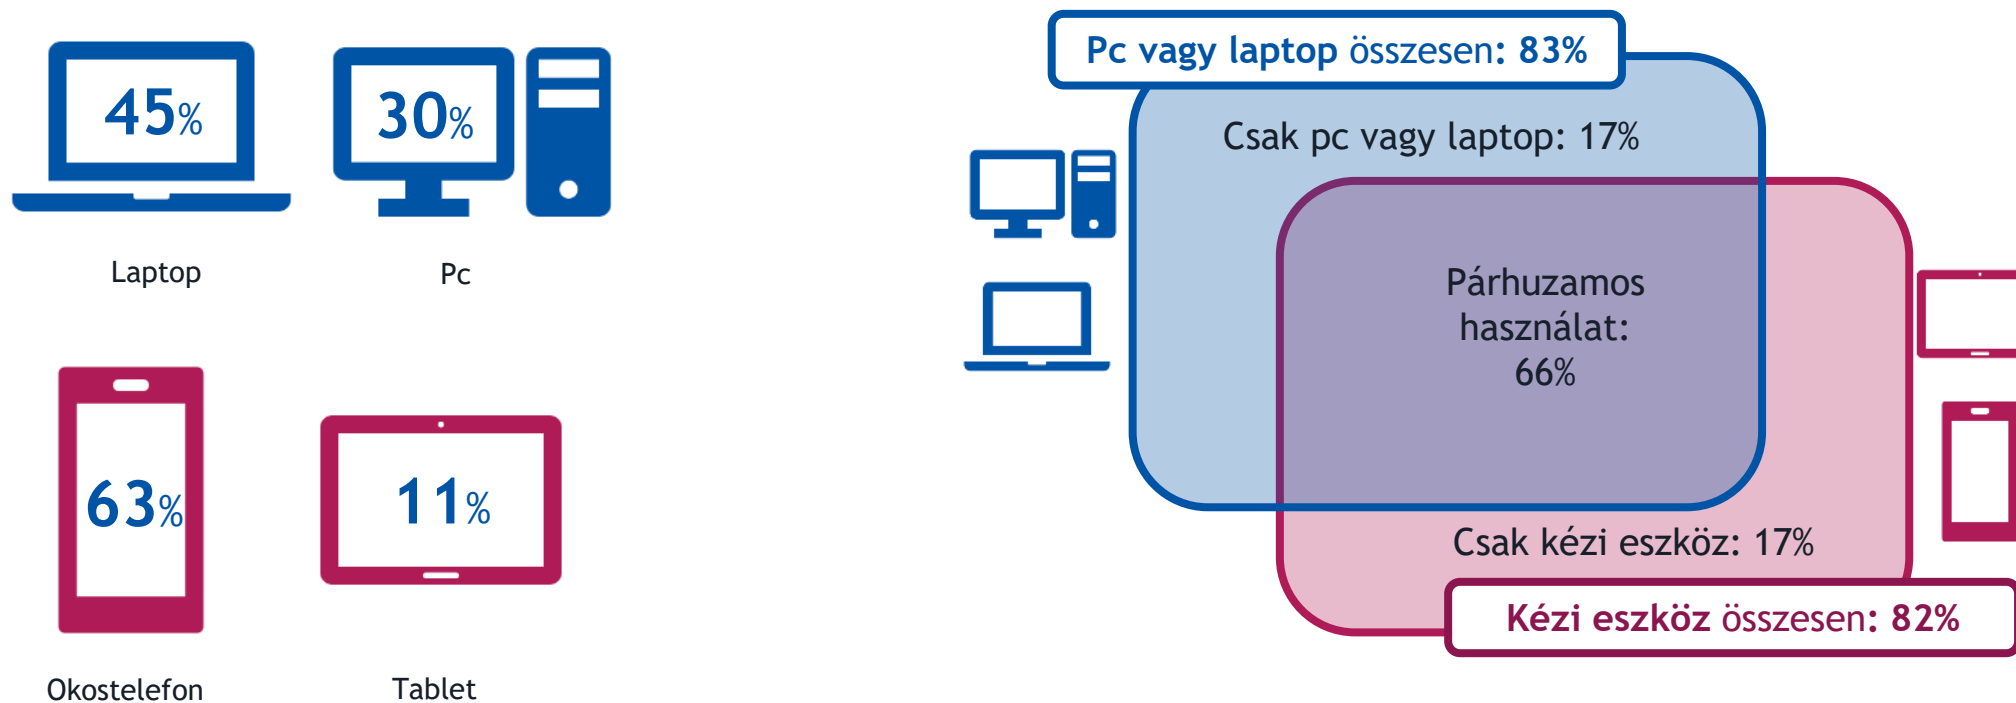 45%
30%
Laptop
Pc
63%
11%
Okostelefon
Tablet
Pc vagy laptop összesen: 83%
Csak pc vagy laptop: 17%
Párhuzamos
használat:
66%
Csak kézi eszköz: 17%
Kézi eszköz összesen: 82%